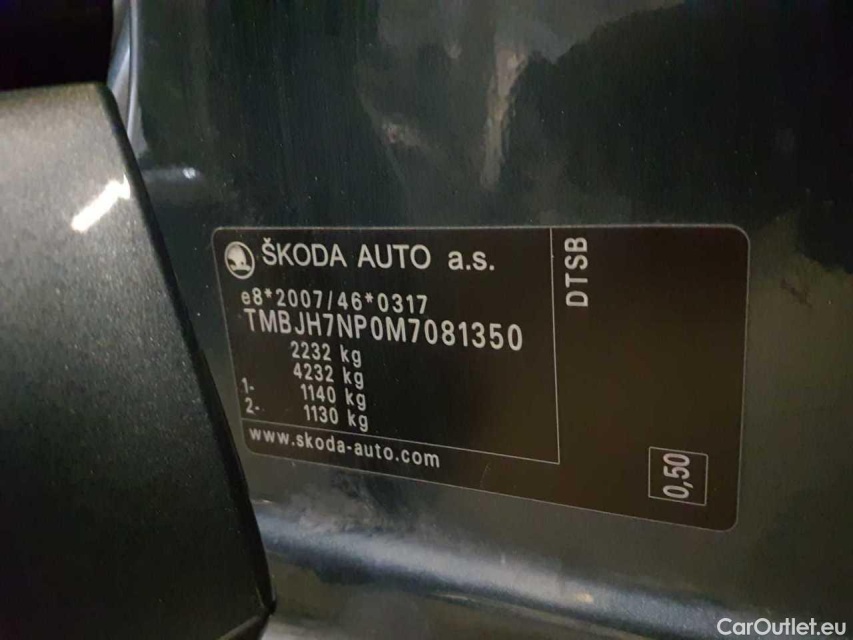 ŠKODA AUTO a.s.
e8*2007/46*0317
TMBJH7NP0M7081350
2232 kg
4232 kg
1- 1140 kg
2- 1130 kg
www.skoda-auto.com
DTSB
0,50
CarOutlet.eu